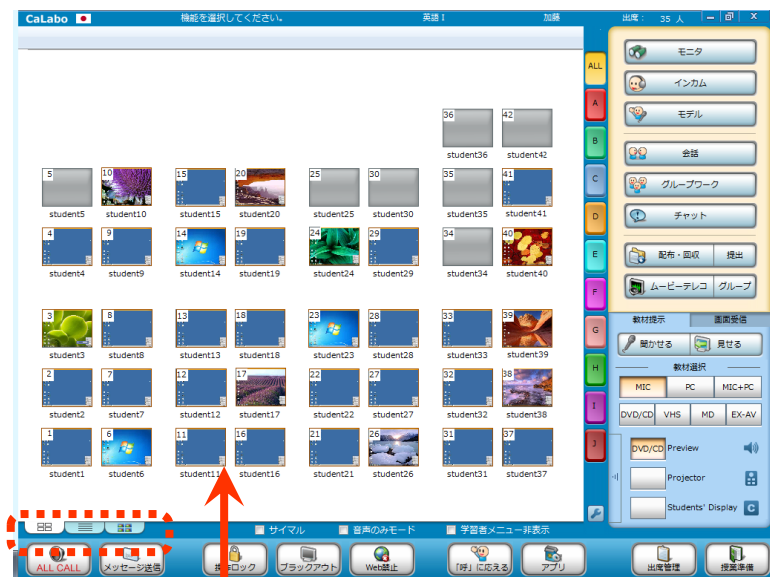 CaLabo 機能を選択してください。 英語 I 加藤 出席： 35 人
モニタ
インカム
モデル
会話
グループワーク
チャット
配布・回収 提出
ムービーテレコ グループ
教材提示 画面受信
聞かせる 見せる
教材選択
MIC PC MIC+PC
DVD/CD VHS MD EX-AV
DVD/CD Preview
Projector
Students' Display C
ALL
A
B
C
D
E
F
G
H
I
J
36 42
student36 student42
5 10 15 20 25 30 35 41
student5 student10 student15 student20 student25 student30 student35 student41
4 9 14 19 24 29 34 40
student4 student9 student14 student19 student24 student29 student34 student40
3 8 13 18 23 28 33 39
student3 student8 student13 student18 student23 student28 student33 student39
2 7 12 17 22 27 32 38
student2 student7 student12 student17 student22 student27 student32 student38
1 6 11 16 21 26 31 37
student1 student6 student11 student16 student21 student26 student31 student37
サイマル 音声のみモード 学習者メニュー非表示
ALL CALL メッセージ送信 ロック ブラックアウト Web禁止 「呼」に応える アプリ 出席管理 授業準備